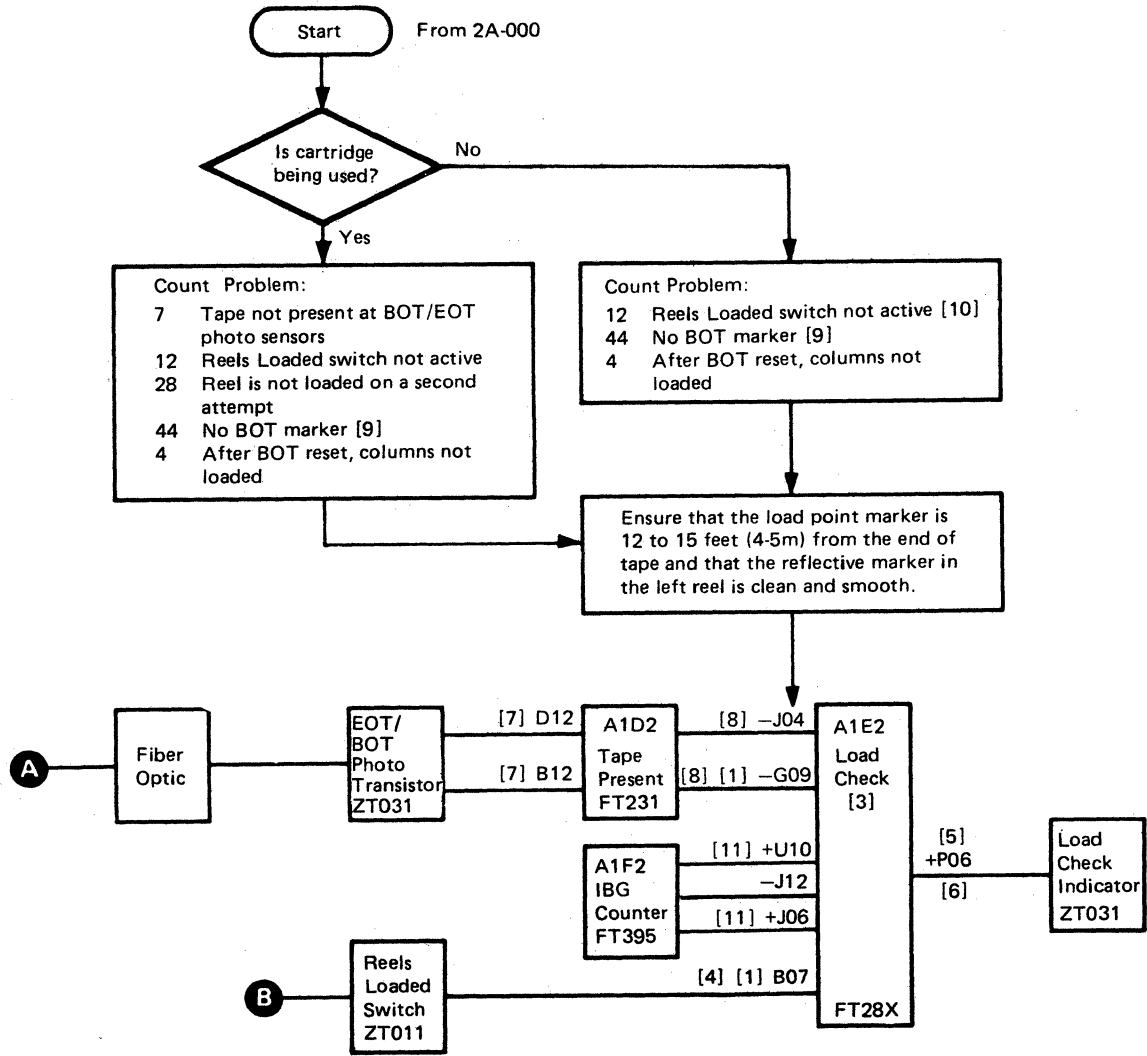 Start
From 2A-000
Is cartridge
being used?
No
Yes
Count Problem:
7 Tape not present at BOT/EOT
photo sensors
12 Reels Loaded switch not active
28 Reel is not loaded on a second
attempt
44 No BOT marker [9]
4 After BOT reset, columns not
loaded
Count Problem:
12 Reels Loaded switch not active [10]
44 No BOT marker [9]
4 After BOT reset, columns not
loaded
Ensure that the load point marker is
12 to 15 feet (4-5m) from the end of
tape and that the reflective marker in
the left reel is clean and smooth.
A
Fiber
Optic
EOT/
BOT
Photo
Transistor
ZT031
[7] D12
[7] B12
A1D2
Tape
Present
FT231
[8] —J04
[8] [1] —G09
A1F2
IBG
Counter
FT395
[11] +U10
—J12
[11] +J06
B
Reels
Loaded
Switch
ZT011
[4] [1] B07
A1E2
Load
Check
[3]
FT28X
[5]
+P06
[6]
Load
Check
Indicator
ZT031